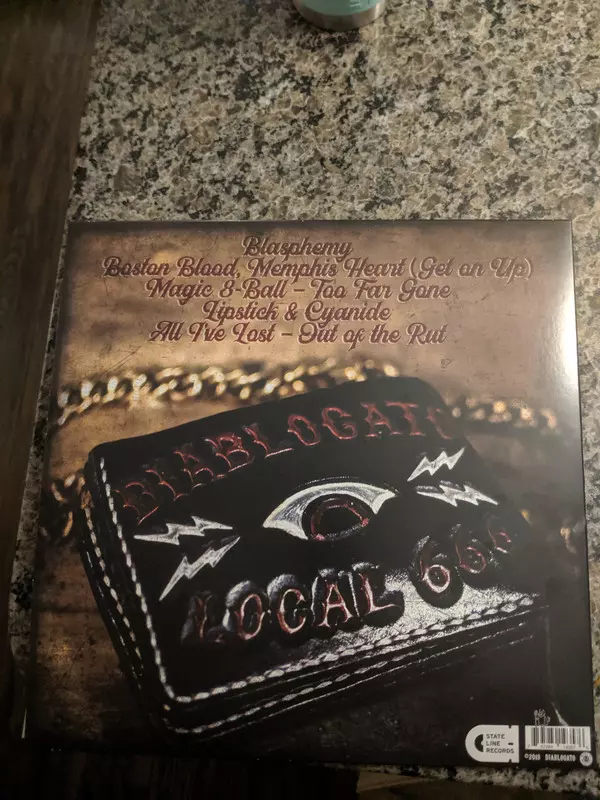 Blasphemy
Boston Blood, Memphis Heart (Get on Up)
Magic 8-Ball – Too Far Gone
Lipstick & Cyanide
All I've Lost – Out of the Rut
DIABLOGATO
LOCAL 666
STATE
LINE
RECORDS
DIABLOGATO